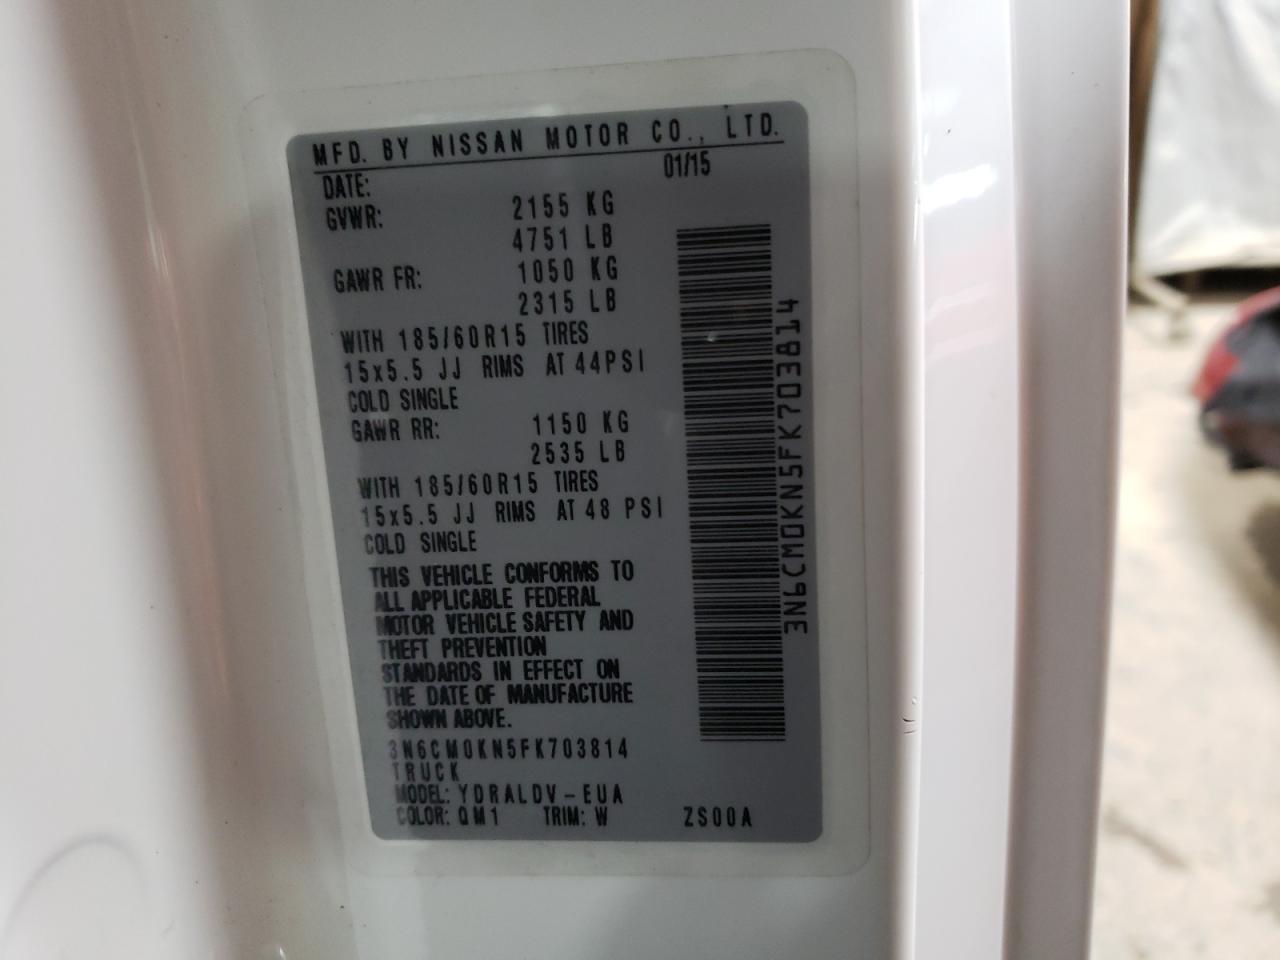 MFD. BY NISSAN MOTOR CO., LTD.
DATE: 01/15
GVWR: 2155 KG
4751 LB
GAWR FR: 1050 KG
2315 LB
WITH 185/60R15 TIRES
15x5.5 JJ RIMS AT 44PSI
COLD SINGLE
GAWR RR: 1150 KG
2535 LB
WITH 185/60R15 TIRES
15x5.5 JJ RIMS AT 48 PSI
COLD SINGLE
THIS VEHICLE CONFORMS TO
ALL APPLICABLE FEDERAL
MOTOR VEHICLE SAFETY AND
THEFT PREVENTION
STANDARDS IN EFFECT ON
THE DATE OF MANUFACTURE
SHOWN ABOVE.
3N6CM0KN5FK703814
TRUCK
MODEL: YDRALDV-EUA
COLOR: QM1 TRIM: W ZS00A
3N6CM0KN5FK703814